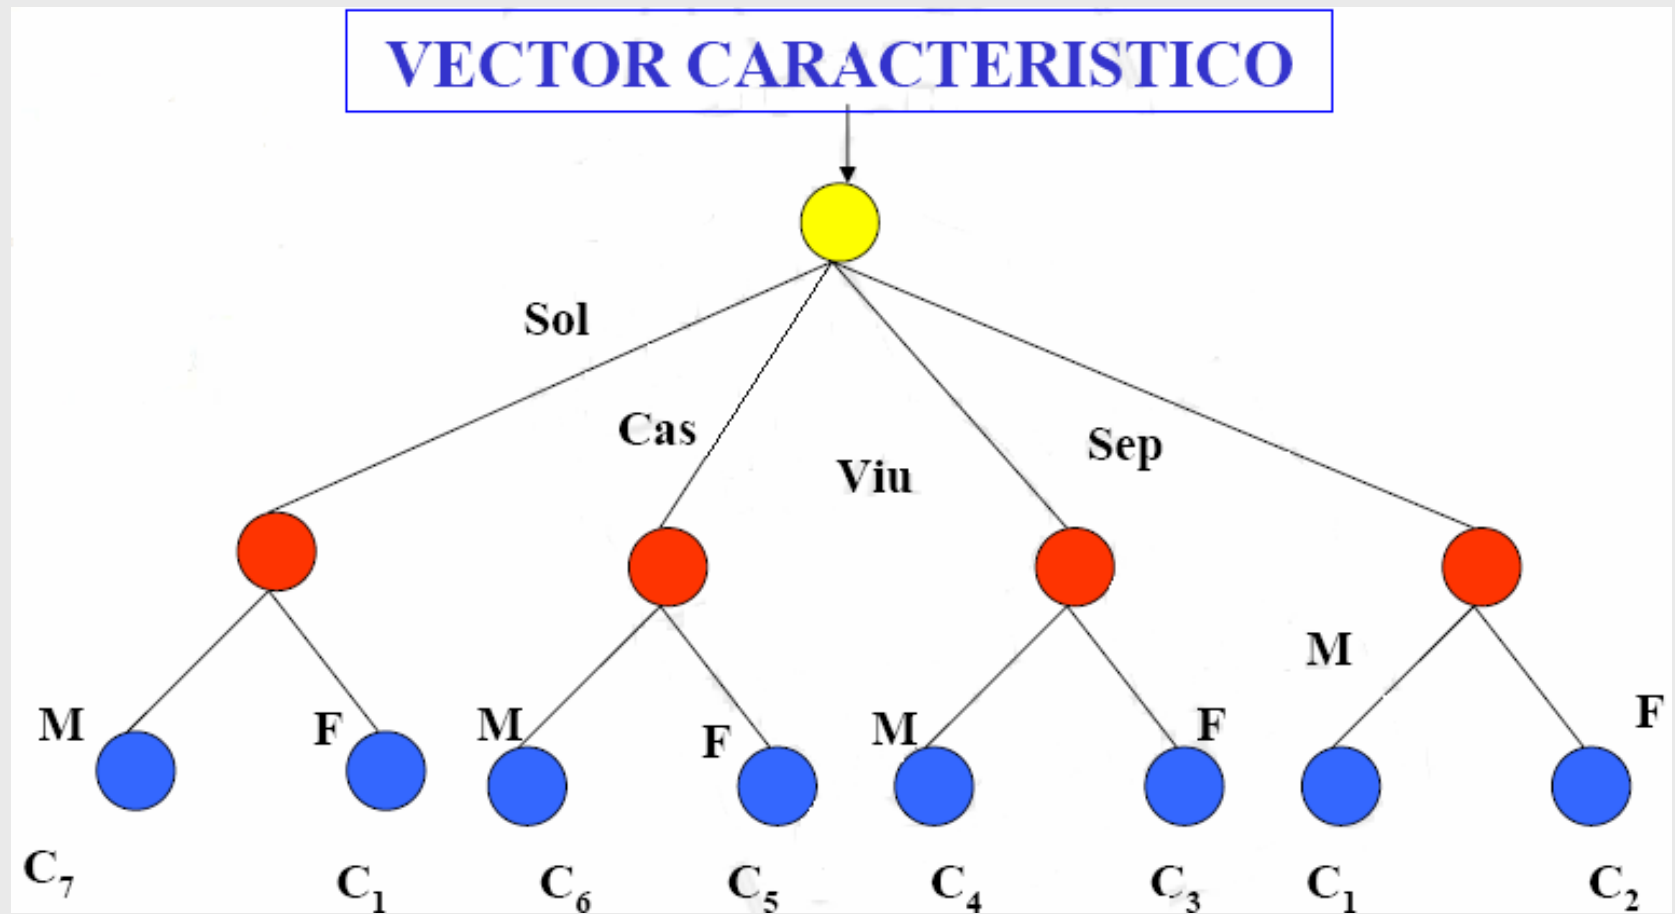 VECTOR CARACTERISTICO
Sol
Cas
Viu
Sep
M
F
M
F
M
F
M
F
C7
C1
C6
C5
C4
C3
C1
C2